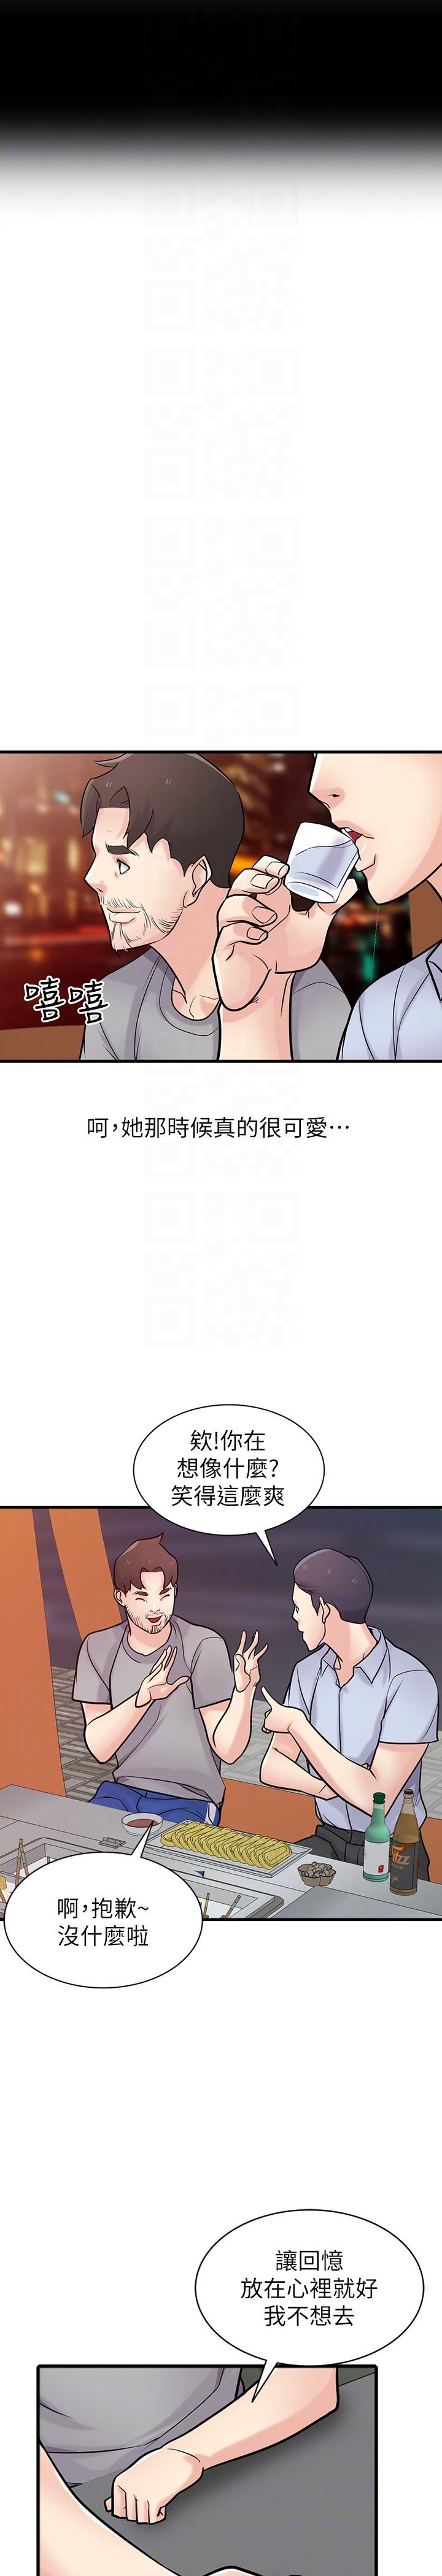 嘻嘻
呵,她那時候真的很可愛⋯
欸!你在
想像什麼?
笑得這麼爽
啊,抱歉~
沒什麼啦
讓回憶
放在心裡就好
我不想去